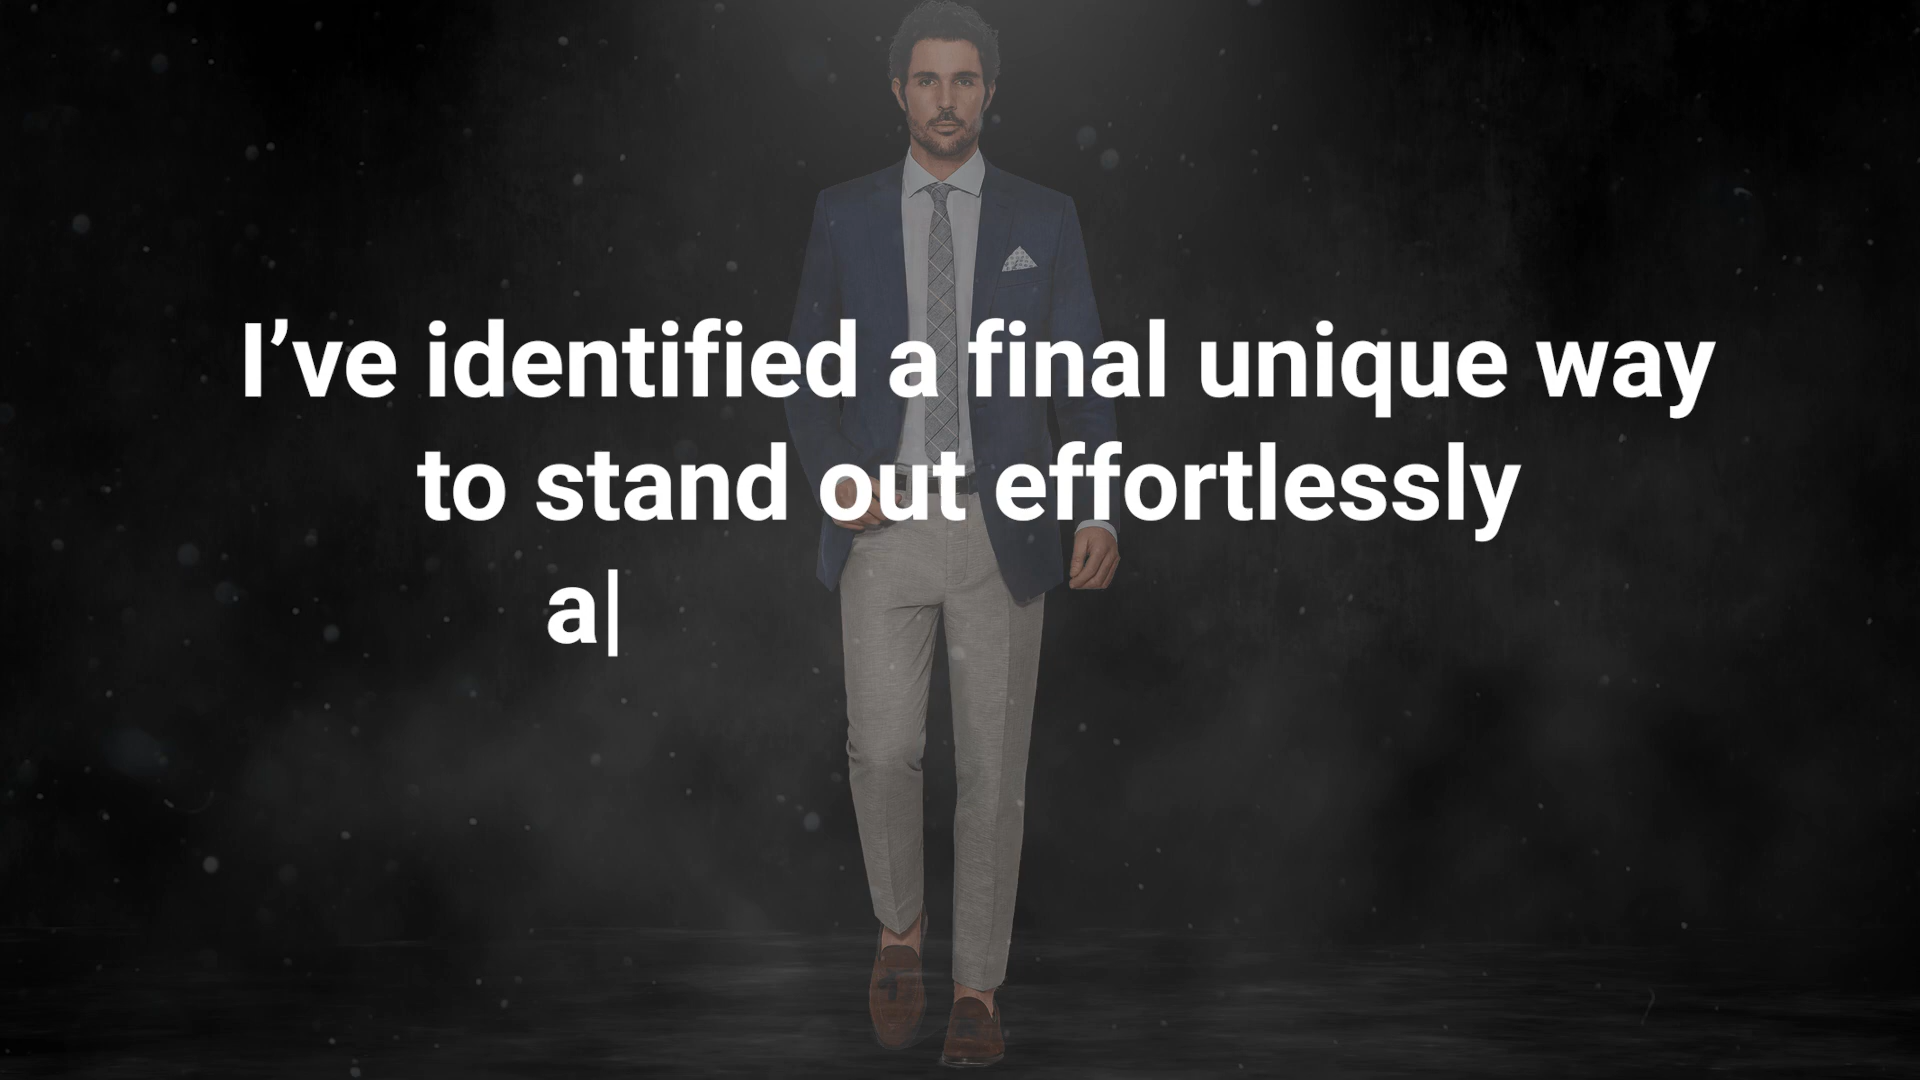 I’ve identified a final unique way
to stand out effortlessly
a|